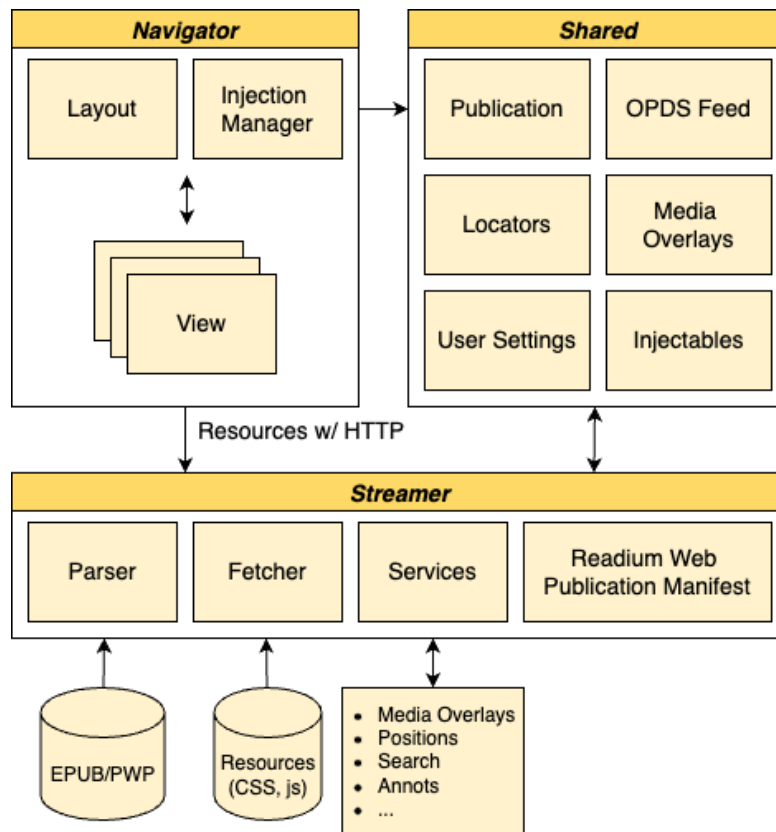 Navigator
Layout
Injection
Manager
View
Shared
Publication
OPDS Feed
Locators
Media
Overlays
User Settings
Injectables
Resources w/ HTTP
Streamer
Parser
Fetcher
Services
Readium Web
Publication Manifest
EPUB/PWP
Resources
(CSS, js)
• Media Overlays
• Positions
• Search
• Annots
• ...